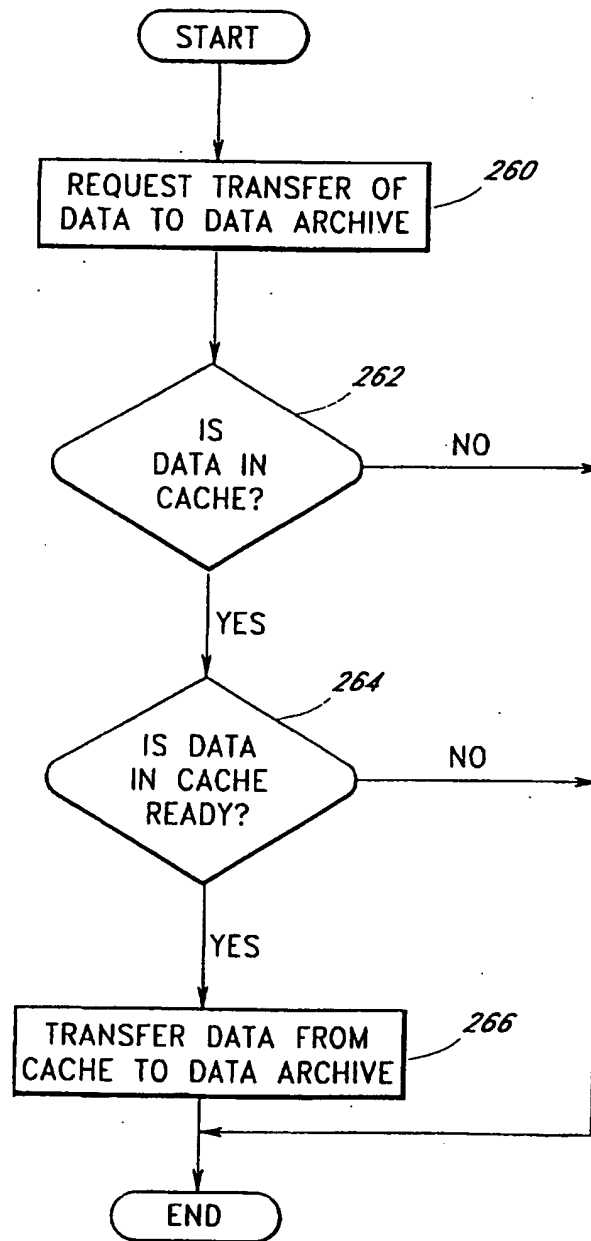 START
REQUEST TRANSFER OF
DATA TO DATA ARCHIVE
260
262
IS
DATA IN
CACHE?
NO
YES
264
IS DATA
IN CACHE
READY?
NO
YES
TRANSFER DATA FROM
CACHE TO DATA ARCHIVE
266
END